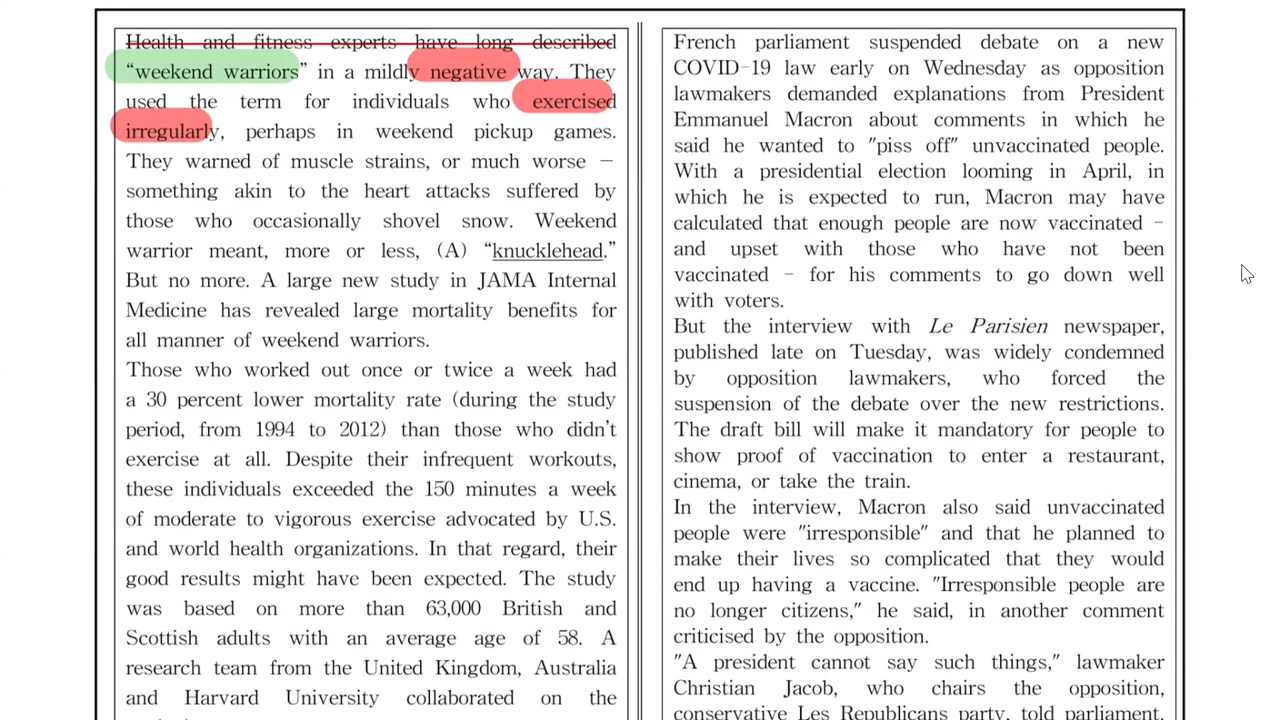 Health and fitness experts have long described
“weekend warriors” in a mildly negative way. They
used the term for individuals who exercised
irregularly, perhaps in weekend pickup games.
They warned of muscle strains, or much worse –
something akin to the heart attacks suffered by
those who occasionally shovel snow. Weekend
warrior meant, more or less, (A) “knucklehead.”
But no more. A large new study in JAMA Internal
Medicine has revealed large mortality benefits for
all manner of weekend warriors.
Those who worked out once or twice a week had
a 30 percent lower mortality rate (during the study
period, from 1994 to 2012) than those who didn’t
exercise at all. Despite their infrequent workouts,
these individuals exceeded the 150 minutes a week
of moderate to vigorous exercise advocated by U.S.
and world health organizations. In that regard, their
good results might have been expected. The study
was based on more than 63,000 British and
Scottish adults with an average age of 58. A
research team from the United Kingdom, Australia
and Harvard University collaborated on the
French parliament suspended debate on a new
COVID-19 law early on Wednesday as opposition
lawmakers demanded explanations from President
Emmanuel Macron about comments in which he
said he wanted to "piss off" unvaccinated people.
With a presidential election looming in April, in
which he is expected to run, Macron may have
calculated that enough people are now vaccinated –
and upset with those who have not been
vaccinated – for his comments to go down well
with voters.
But the interview with Le Parisien newspaper,
published late on Tuesday, was widely condemned
by opposition lawmakers, who forced the
suspension of the debate over the new restrictions.
The draft bill will make it mandatory for people to
show proof of vaccination to enter a restaurant,
cinema, or take the train.
In the interview, Macron also said unvaccinated
people were "irresponsible" and that he planned to
make their lives so complicated that they would
end up having a vaccine. "Irresponsible people are
no longer citizens," he said, in another comment
criticised by the opposition.
"A president cannot say such things," lawmaker
Christian Jacob, who chairs the opposition,
conservative Les Republicans party, told parliament.